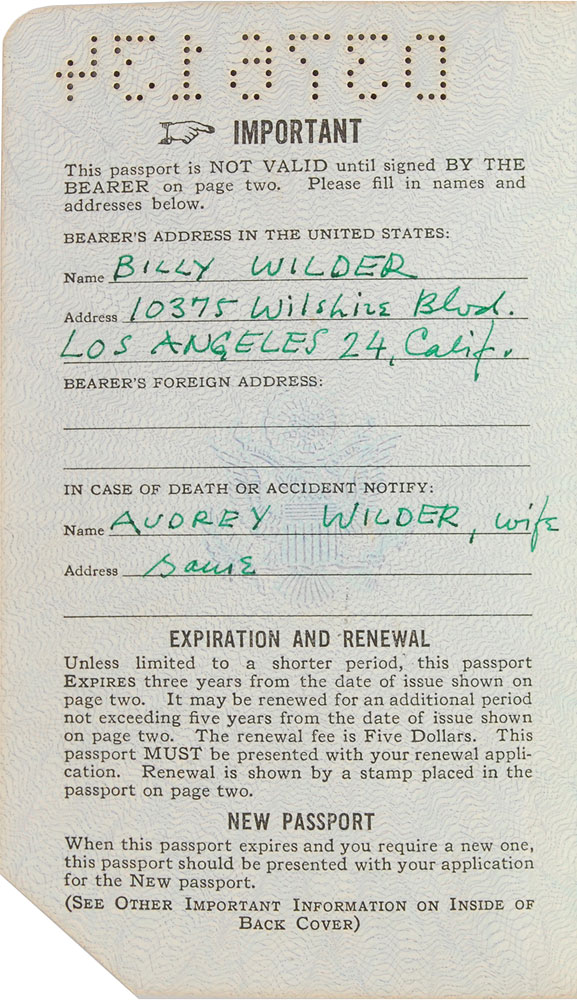 IMPORTANT
This passport is NOT VALID until signed BY THE
BEARER on page two. Please fill in names and
addresses below.
BEARER'S ADDRESS IN THE UNITED STATES:
Name BILLY WILDER
Address 10375 Wilshire Blvd.
LOS ANGELES 24, Calif.
BEARER'S FOREIGN ADDRESS:
IN CASE OF DEATH OR ACCIDENT NOTIFY:
Name AUDREY WILDER, wife
Address same
EXPIRATION AND RENEWAL
Unless limited to a shorter period, this passport
EXPIRES three years from the date of issue shown on
page two. It may be renewed for an additional period
not exceeding five years from the date of issue shown
on page two. The renewal fee is Five Dollars. This
passport MUST be presented with your renewal appli-
cation. Renewal is shown by a stamp placed in the
passport on page two.
NEW PASSPORT
When this passport expires and you require a new one,
this passport should be presented with your application
for the NEW passport.
(SEE OTHER IMPORTANT INFORMATION ON INSIDE OF
BACK COVER)